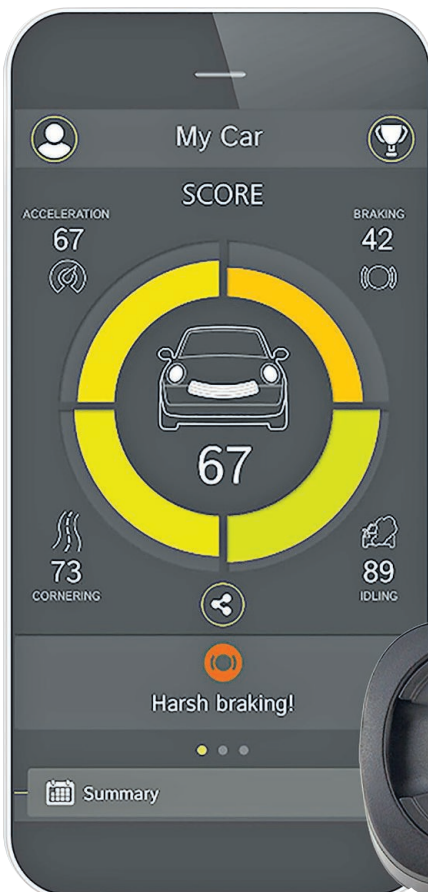 My Car
SCORE
ACCELERATION
67
BRAKING
42
67
73
CORNERING
89
IDLING
Harsh braking!
Summary